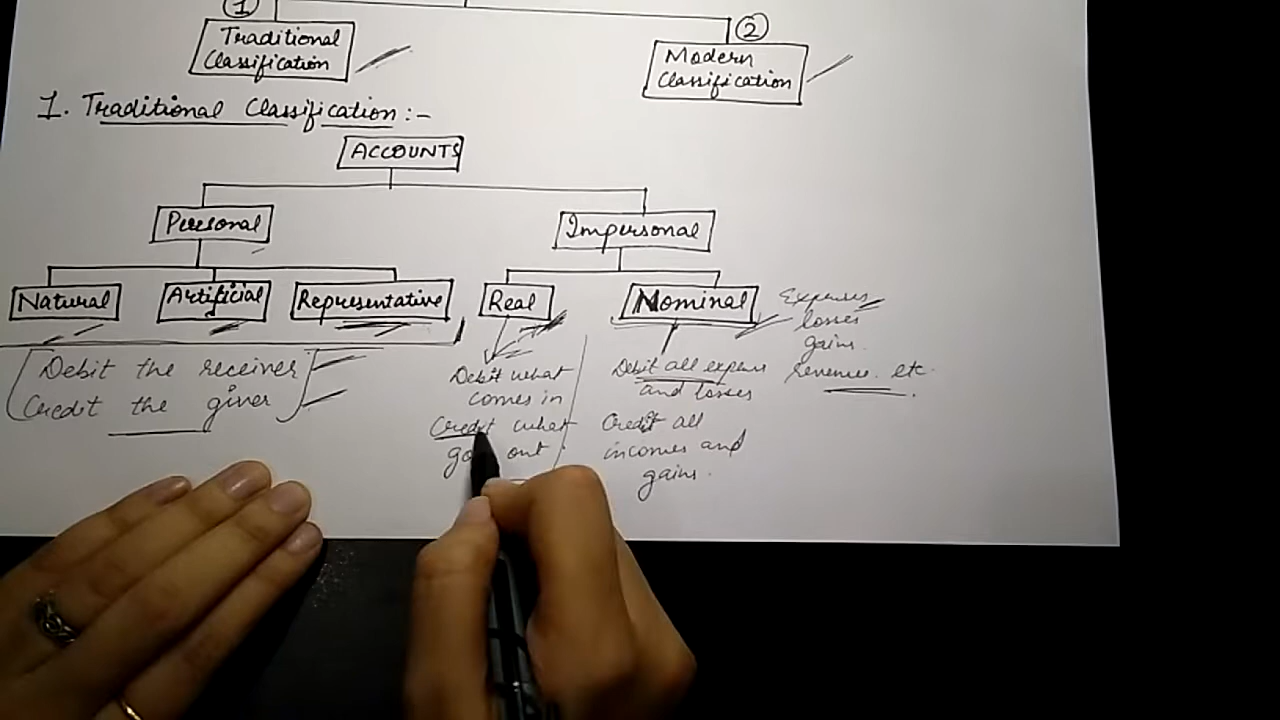 1
Traditional
Classification
2
Modern
Classification
1. Traditional Classification :-
ACCOUNTS
Personal
Impersonal
Natural
Artificial
Representative
Real
Nominal
Expenses
losses
gains.
Revenue. etc.
Debit the receiver
Credit the giver
Debit what
comes in
Credit what
out
Debit all expens
and losses
Credit all
incomes and
gains.